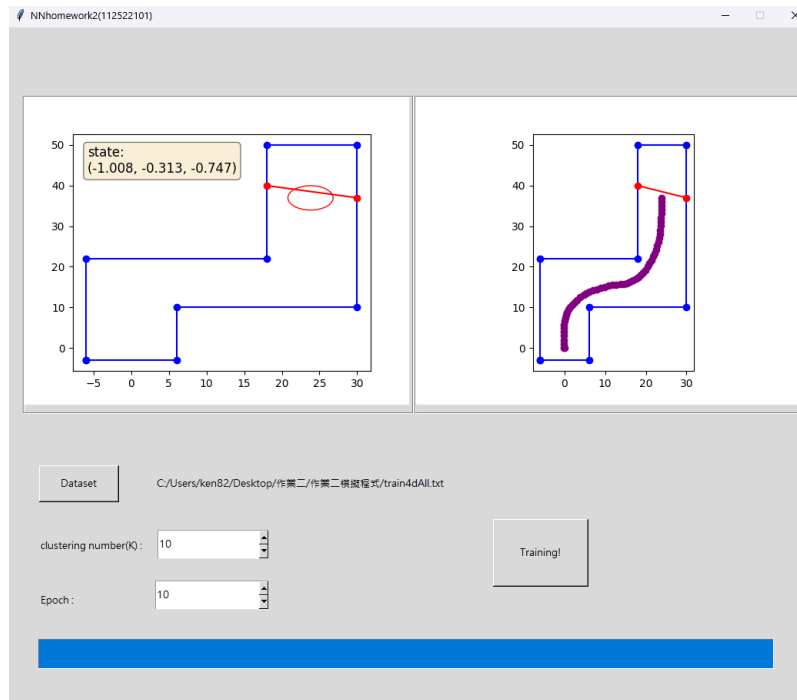 NNhomework2(112522101)
state:
(-1.008, -0.313, -0.747)
50
40
30
20
10
0
−5 0 5 10 15 20 25 30
50
40
30
20
10
0
0 10 20 30
Dataset
C:/Users/ken82/Desktop/作業二/作業二模擬程式/train4dAll.txt
clustering number(K) :
10
Training!
Epoch :
10